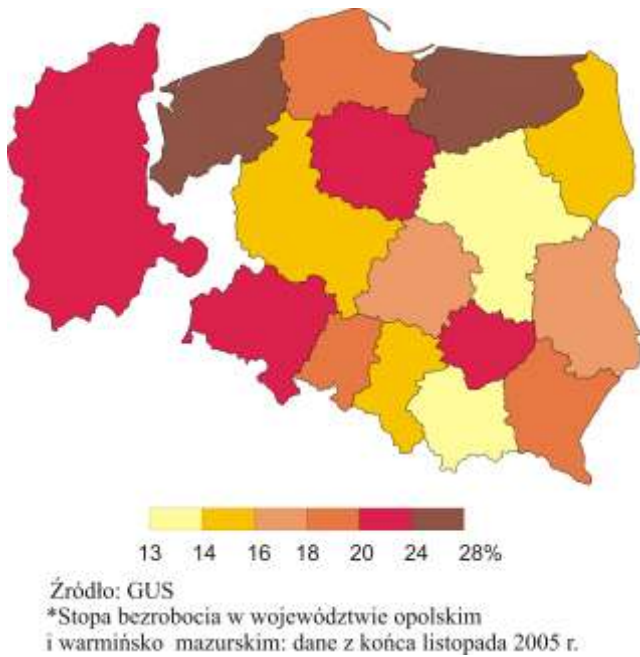 13 14 16 18 20 24 28%
Źródło: GUS
*Stopa bezrobocia w województwie opolskim
i warmińsko mazurskim: dane z końca listopada 2005 r.